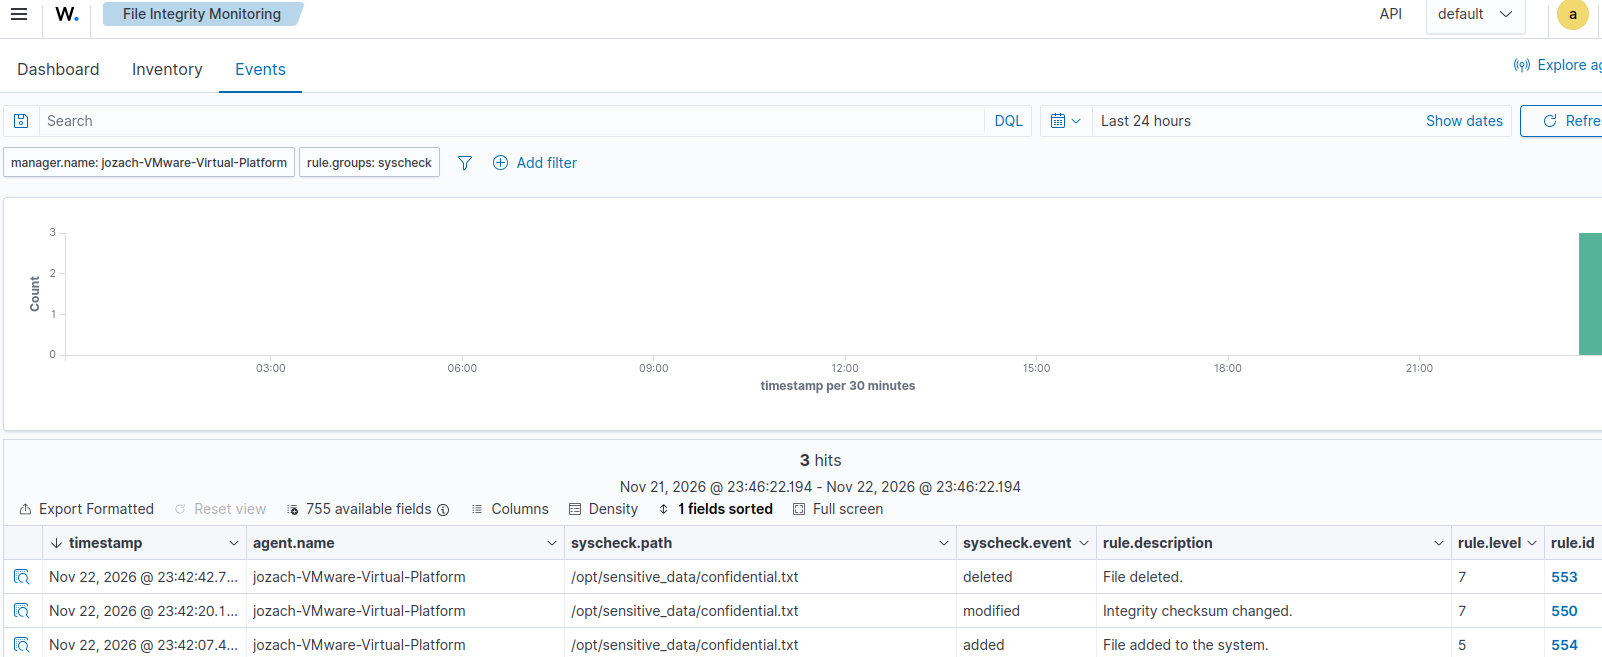 W. File Integrity Monitoring API default a
Dashboard Inventory Events Explore ag
Search DQL Last 24 hours Show dates Refre
manager.name: jozach-VMware-Virtual-Platform rule.groups: syscheck Add filter
3
2
1
0
Count
03:00 06:00 09:00 12:00 15:00 18:00 21:00
timestamp per 30 minutes
3 hits
Nov 21, 2026 @ 23:46:22.194 - Nov 22, 2026 @ 23:46:22.194
Export Formatted Reset view 755 available fields Columns Density 1 fields sorted Full screen
timestamp agent.name syscheck.path syscheck.event rule.description rule.level rule.id
Nov 22, 2026 @ 23:42:42.7... jozach-VMware-Virtual-Platform /opt/sensitive_data/confidential.txt deleted File deleted. 7 553
Nov 22, 2026 @ 23:42:20.1... jozach-VMware-Virtual-Platform /opt/sensitive_data/confidential.txt modified Integrity checksum changed. 7 550
Nov 22, 2026 @ 23:42:07.4... jozach-VMware-Virtual-Platform /opt/sensitive_data/confidential.txt added File added to the system. 5 554